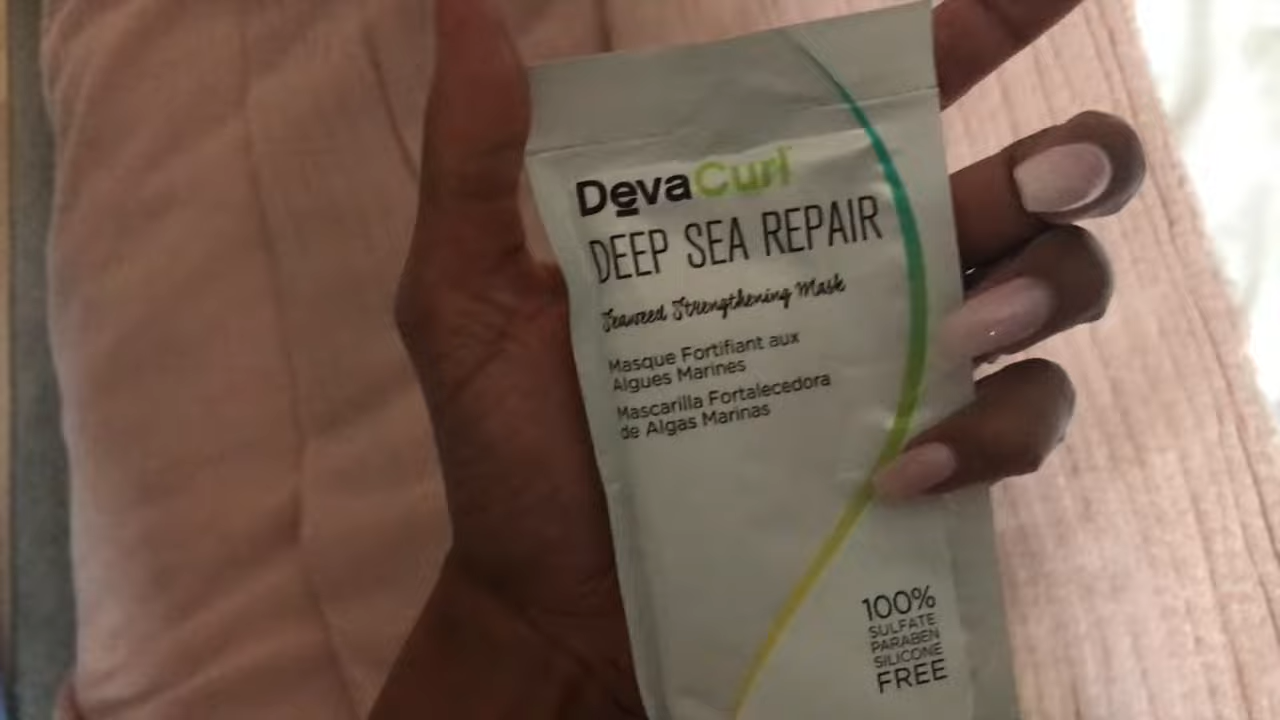 DevaCurl
DEEP SEA REPAIR
Seaweed Strengthening Mask
Masque Fortifiant aux
Algues Marines
Mascarilla Fortalecedora
de Algas Marinas
100%
SULFATE
PARABEN
SILICONE
FREE